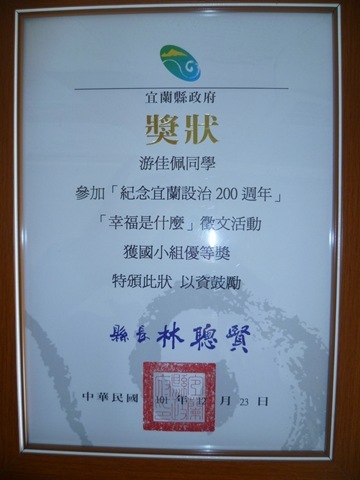 宜蘭縣政府
獎狀
游佳佩同學
參加「紀念宜蘭設治200週年」
「幸福是什麼」徵文活動
獲國小組優等獎
特頒此狀 以資鼓勵
縣長 林聰賢
中華民國 101 年 12 月 23 日